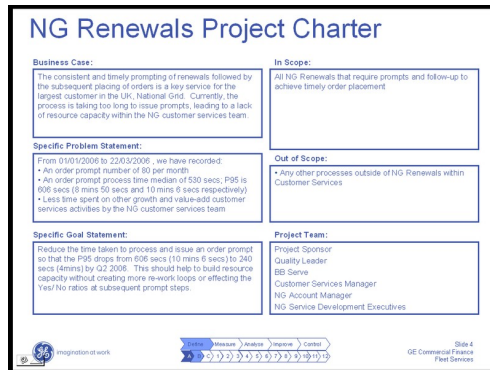 NG Renewals Project Charter
Business Case:
The consistent and timely prompting of renewals followed by
the subsequent placing of orders is a key service for the
largest customer in the UK, National Grid. Currently, the
process is taking too long to issue prompts, leading to a lack
of resource capacity within the NG customer services team.
In Scope:
All NG Renewals that require prompts and follow-up to
achieve timely order placement
Specific Problem Statement:
From 01/01/2006 to 22/03/2006 , we have recorded:
• An order prompt number of 80 per month
• An order prompt process time median of 530 secs; P95 is
606 secs (8 mins 50 secs and 10 mins 6 secs respectively)
• Less time spent on other growth and value-add customer
services activities by the NG customer services team
Out of Scope:
• Any other processes outside of NG Renewals within
Customer Services
Specific Goal Statement:
Reduce the time taken to process and issue an order prompt
so that the P95 drops from 606 secs (10 mins 6 secs) to 240
secs (4mins) by Q2 2006. This should help to build resource
capacity without creating more re-work loops or effecting the
Yes/ No ratios at subsequent prompt steps.
Project Team:
Project Sponsor
Quality Leader
BB Serve
Customer Services Manager
NG Account Manager
NG Service Development Executives
imagination at work
Define Measure Analyse Improve Control
A B C 1 2 3 4 5 6 7 8 9 10 11 12
Slide 4
GE Commercial Finance
Fleet Services